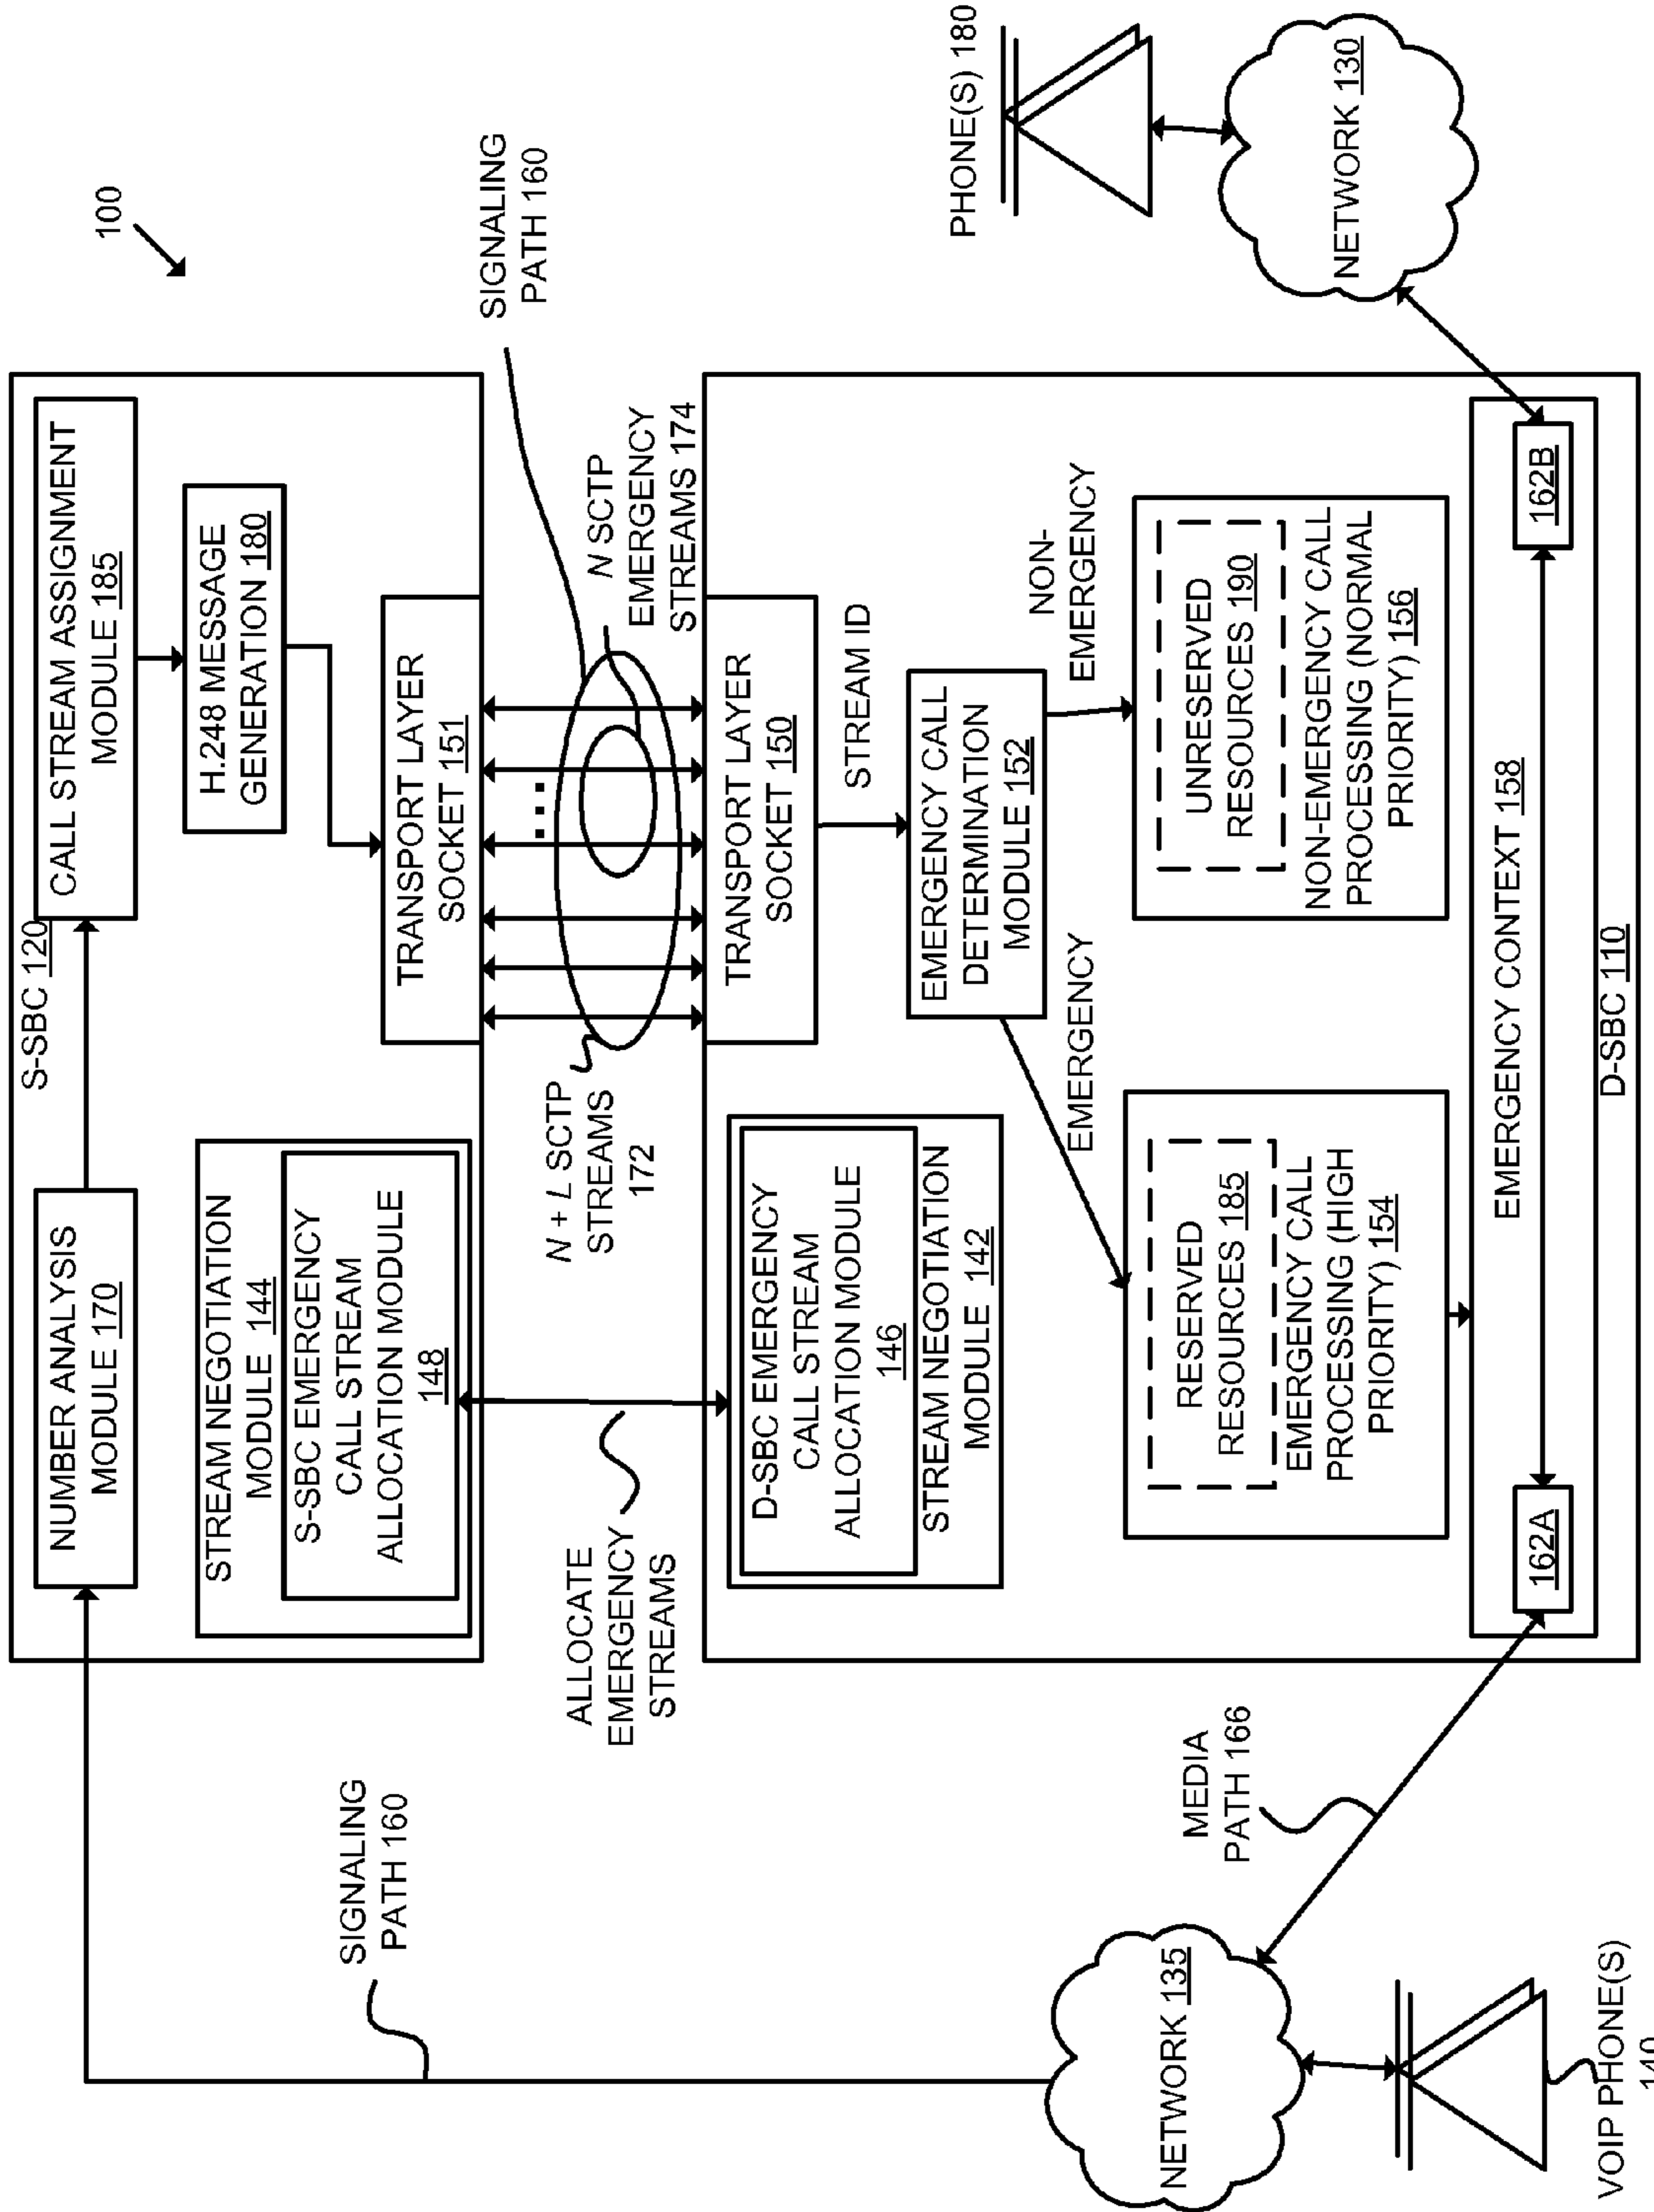 100
S-SBC 120
NUMBER ANALYSIS
MODULE 170
CALL STREAM ASSIGNMENT
MODULE 185
STREAM NEGOTIATION
MODULE 144
S-SBC EMERGENCY
CALL STREAM
ALLOCATION MODULE
148
H.248 MESSAGE
GENERATION 180
TRANSPORT LAYER
SOCKET 151
SIGNALING
PATH 160
SIGNALING
PATH 160
ALLOCATE
EMERGENCY
STREAMS
N + L SCTP
STREAMS
172
...
N SCTP
EMERGENCY
STREAMS 174
D-SBC EMERGENCY
CALL STREAM
ALLOCATION MODULE
146
STREAM NEGOTIATION
MODULE 142
TRANSPORT LAYER
SOCKET 150
STREAM ID
EMERGENCY CALL
DETERMINATION
MODULE 152
EMERGENCY
NON-
EMERGENCY
RESERVED
RESOURCES 185
EMERGENCY CALL
PROCESSING (HIGH
PRIORITY) 154
UNRESERVED
RESOURCES 190
NON-EMERGENCY CALL
PROCESSING (NORMAL
PRIORITY) 156
EMERGENCY CONTEXT 158
162A
162B
D-SBC 110
MEDIA
PATH 166
NETWORK 135
VOIP PHONE(S)
140
PHONE(S) 180
NETWORK 130